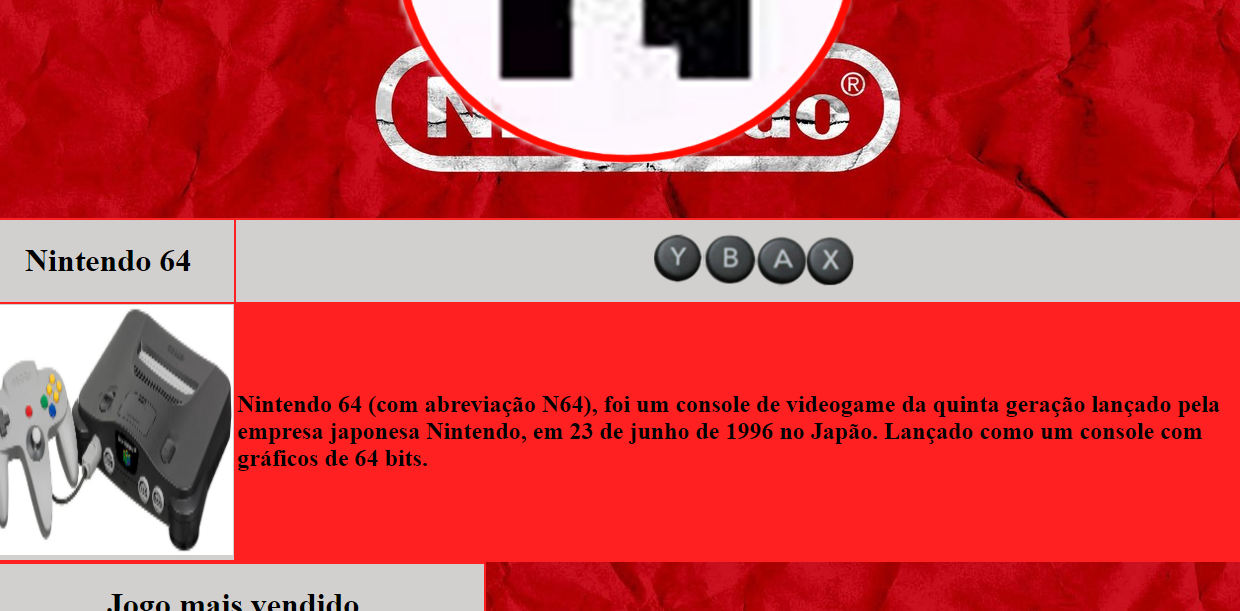 ®
Nintendo 64
Y B A X
Nintendo 64 (com abreviação N64), foi um console de videogame da quinta geração lançado pela
empresa japonesa Nintendo, em 23 de junho de 1996 no Japão. Lançado como um console com
gráficos de 64 bits.
Jogo mais vendido